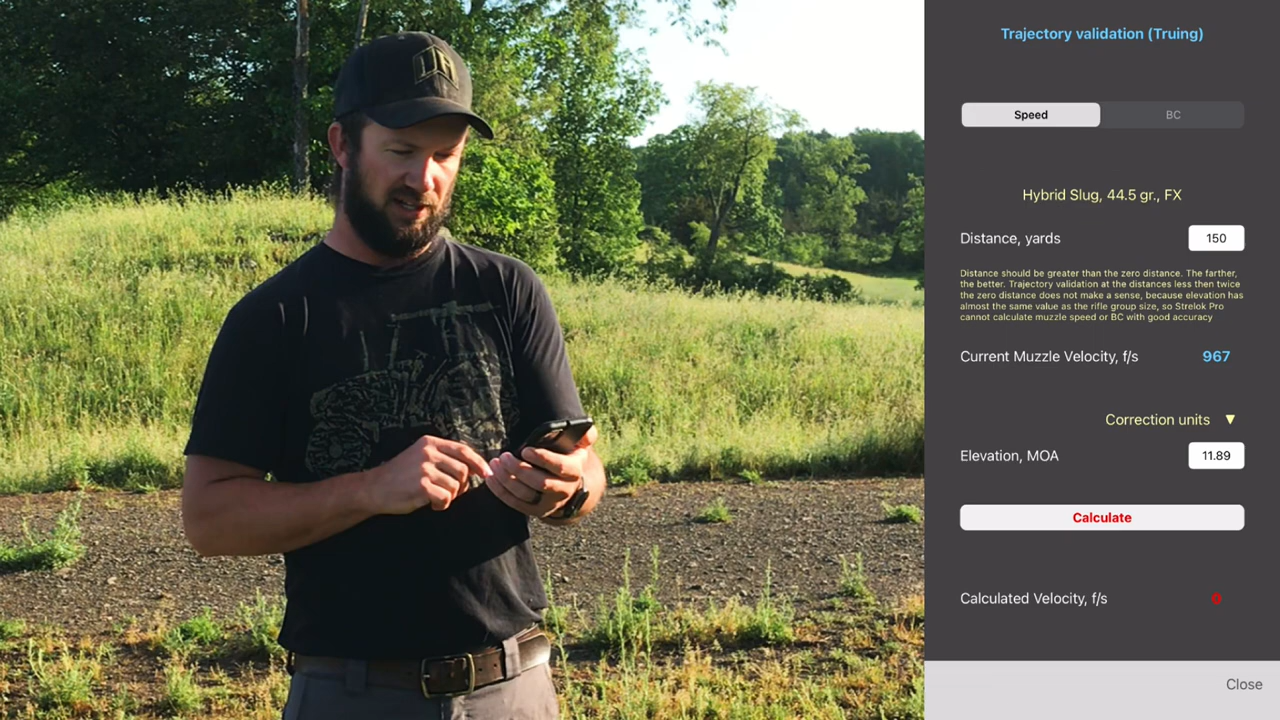 Trajectory validation (Truing)
Speed
BC
Hybrid Slug, 44.5 gr., FX
Distance, yards
150
Distance should be greater than the zero distance. The farther,
the better. Trajectory validation at the distances less then twice
the zero distance does not make a sense, because elevation has
almost the same value as the rifle group size, so Strelok Pro
cannot calculate muzzle speed or BC with good accuracy
Current Muzzle Velocity, f/s
967
Correction units ▼
Elevation, MOA
11.89
Calculate
Calculated Velocity, f/s
0
Close